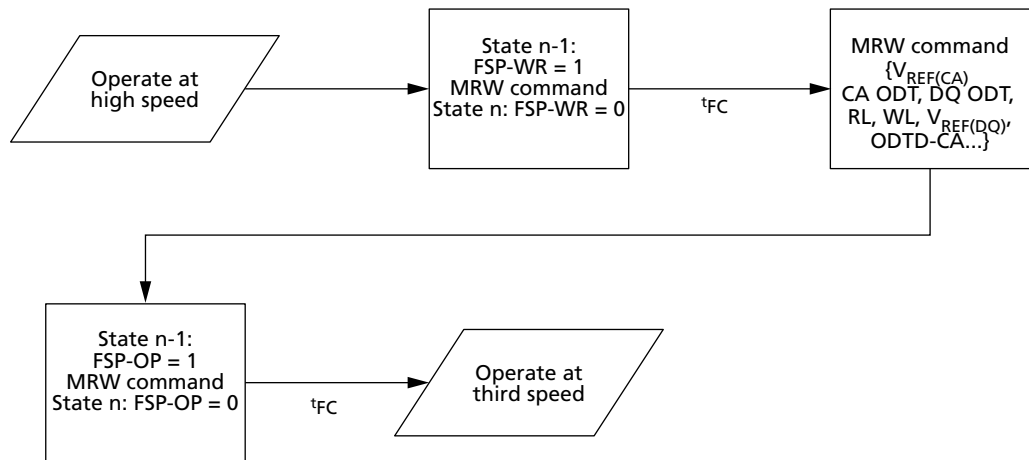 Operate at
high speed
State n-1:
FSP-WR = 1
MRW command
State n: FSP-WR = 0
tFC
MRW command
{VREF(CA)
CA ODT, DQ ODT,
RL, WL, VREF(DQ),
ODTD-CA...}
State n-1:
FSP-OP = 1
MRW command
State n: FSP-OP = 0
tFC
Operate at
third speed